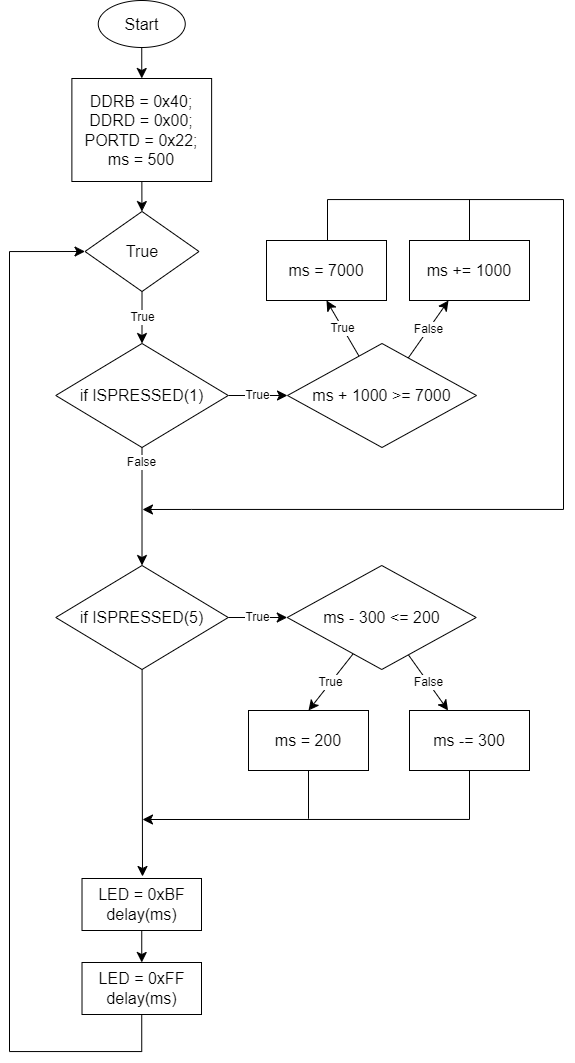 Start
DDRB = 0x40;
DDRD = 0x00;
PORTD = 0x22;
ms = 500
True
True
ms = 7000
ms += 1000
True
False
if ISPRESSED(1)
True
ms + 1000 >= 7000
False
if ISPRESSED(5)
True
ms - 300 <= 200
True
False
ms = 200
ms -= 300
LED = 0xBF
delay(ms)
LED = 0xFF
delay(ms)